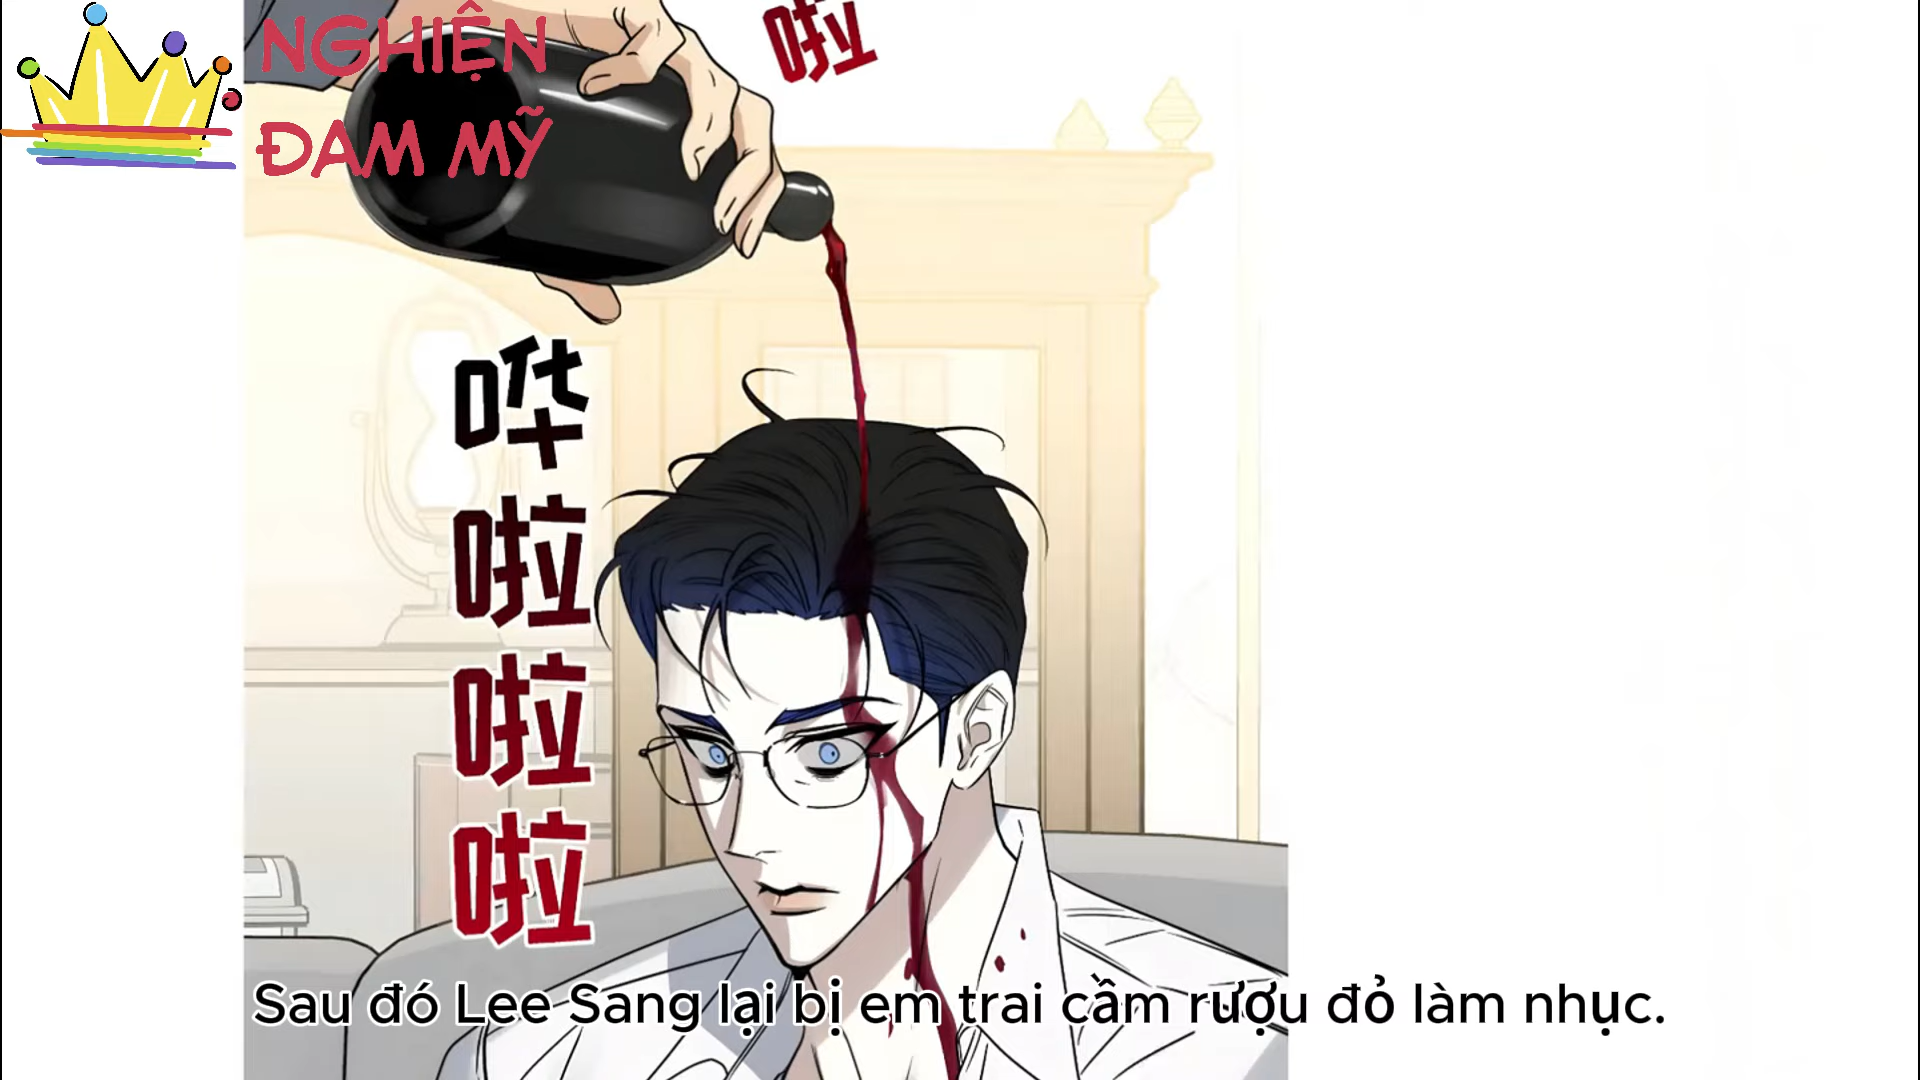 NGHIỆN
ĐAM MỸ
啦
哗
啦
啦
啦
Sau đó Lee Sang lại bị em trai cầm rượu đỏ làm nhục.